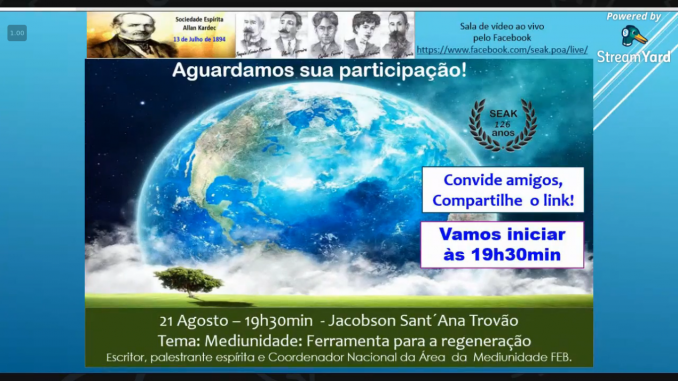 1.00
Sociedade Espírita
Allan Kardec
13 de Julho de 1894
Sala de vídeo ao vivo
pelo Facebook
https://www.facebook.com/seak.poa/live/
Powered by
StreamYard
Aguardamos sua participação!
SEAK
126
anos
Convide amigos,
Compartilhe o link!
Vamos iniciar
às 19h30min
21 Agosto – 19h30min - Jacobson Sant´Ana Trovão
Tema: Mediunidade: Ferramenta para a regeneração
Escritor, palestrante espírita e Coordenador Nacional da Área da Mediunidade FEB.